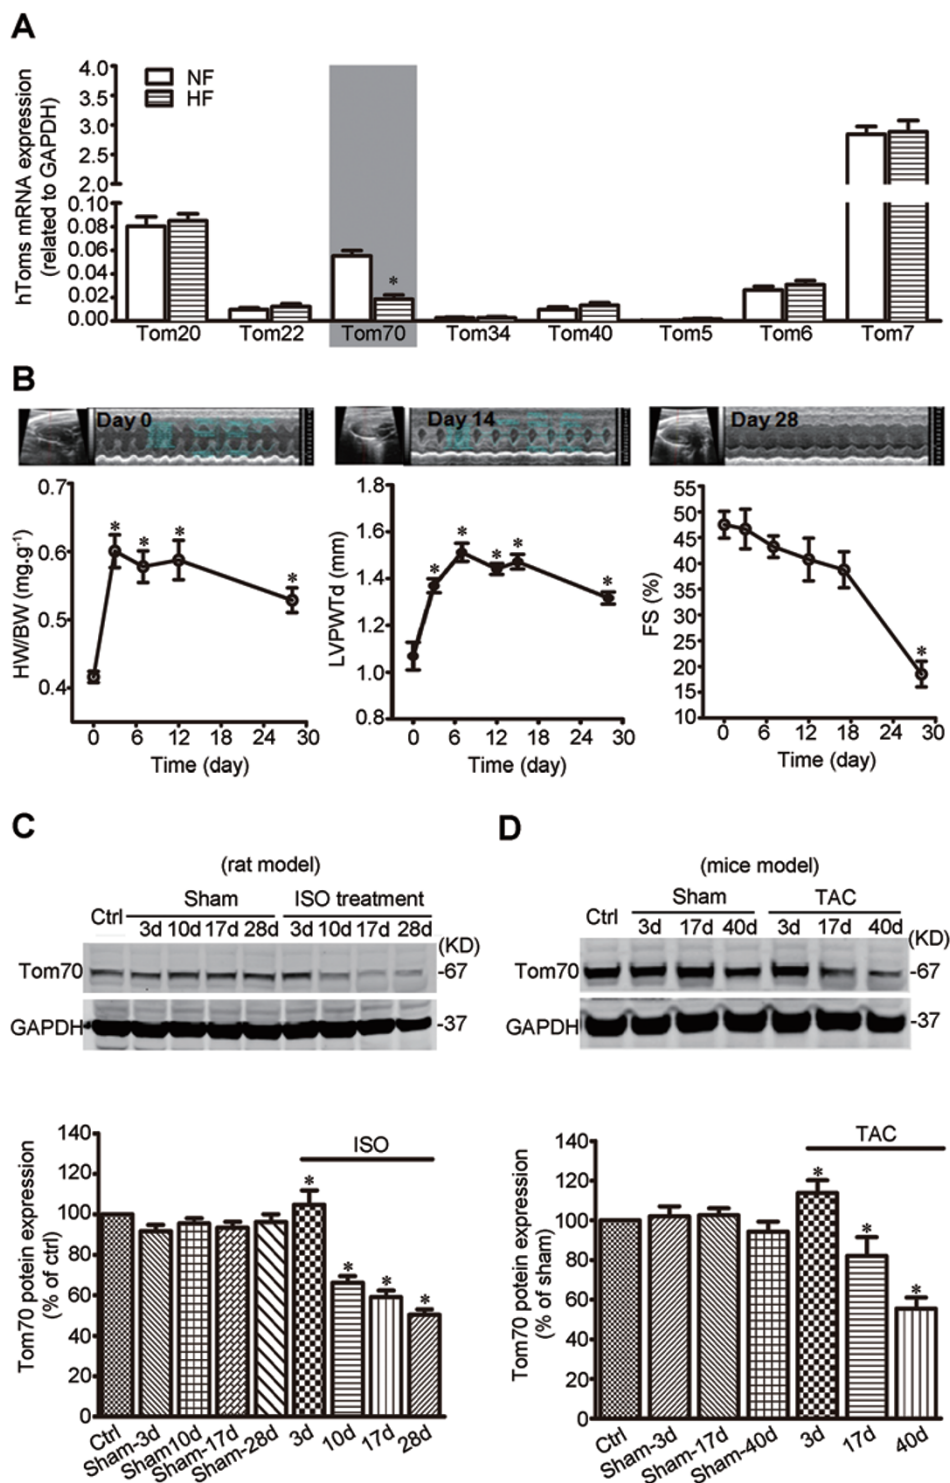 A
hToms mRNA expression
(related to GAPDH)
4.0
3.5
3.0
2.5
2.0
0.10
0.08
0.06
0.04
0.02
0.00
NF
HF
*
Tom20 Tom22 Tom70 Tom34 Tom40 Tom5 Tom6 Tom7
B
Day 0
Day 14
Day 28
HW/BW (mg.g-1)
0.7
0.6
0.5
0.4
* * * *
0 6 12 18 24 30
Time (day)
LVPWTd (mm)
1.8
1.6
1.4
1.2
1.0
0.8
* * * * *
0 6 12 18 24 30
Time (day)
FS (%)
55
50
45
40
35
30
25
20
15
10
*
0 6 12 18 24 30
Time (day)
C
(rat model)
Sham ISO treatment
Ctrl 3d 10d 17d 28d 3d 10d 17d 28d
(KD)
Tom70 -67
GAPDH -37
Tom70 potein expression
(% of ctrl)
140
120
100
80
60
40
20
0
ISO
* * * *
Ctrl Sham-3d Sham10d Sham-17d Sham-28d 3d 10d 17d 28d
D
(mice model)
Sham TAC
Ctrl 3d 17d 40d 3d 17d 40d
(KD)
Tom70 -67
GAPDH -37
Tom70 potein expression
(% of sham)
140
120
100
80
60
40
20
0
TAC
* * *
Ctrl Sham-3d Sham-17d Sham-40d 3d 17d 40d